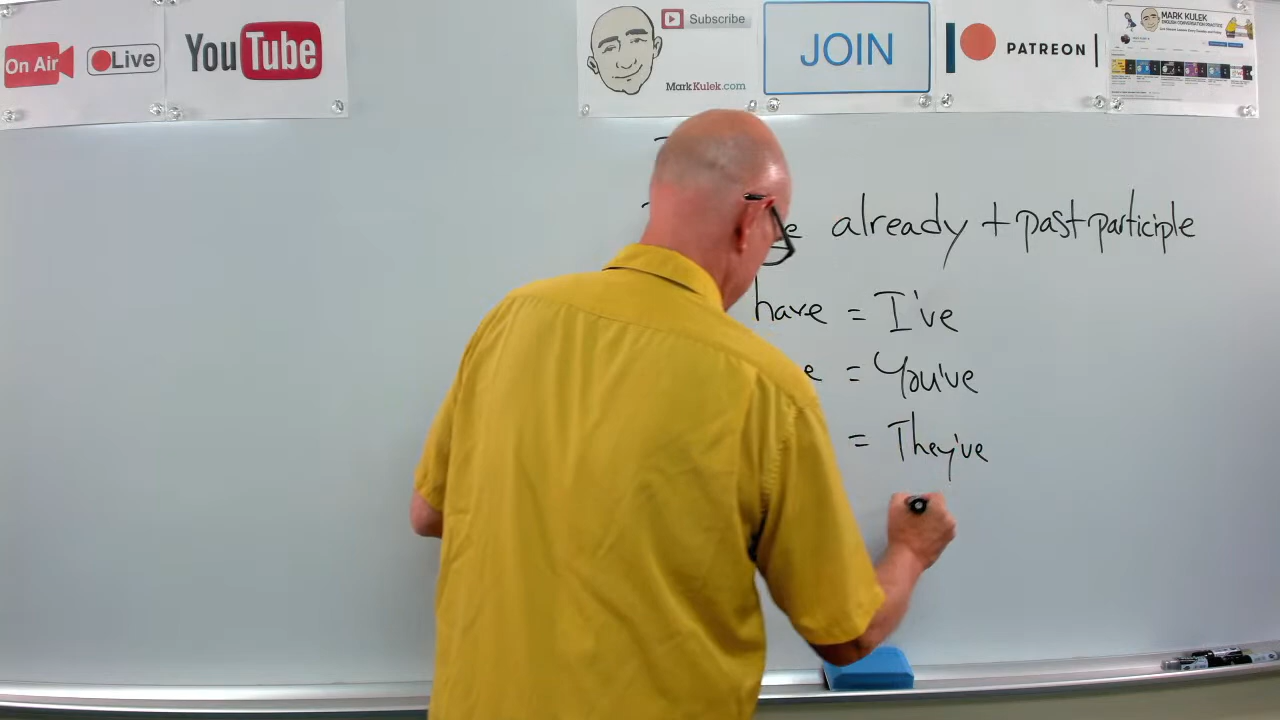 On Air
Live
YouTube
Subscribe
MarkKulek.com
JOIN
PATREON
MARK KULEK
ENGLISH CONVERSATION PRACTICE
already + past participle
have = I've
= You've
= They've